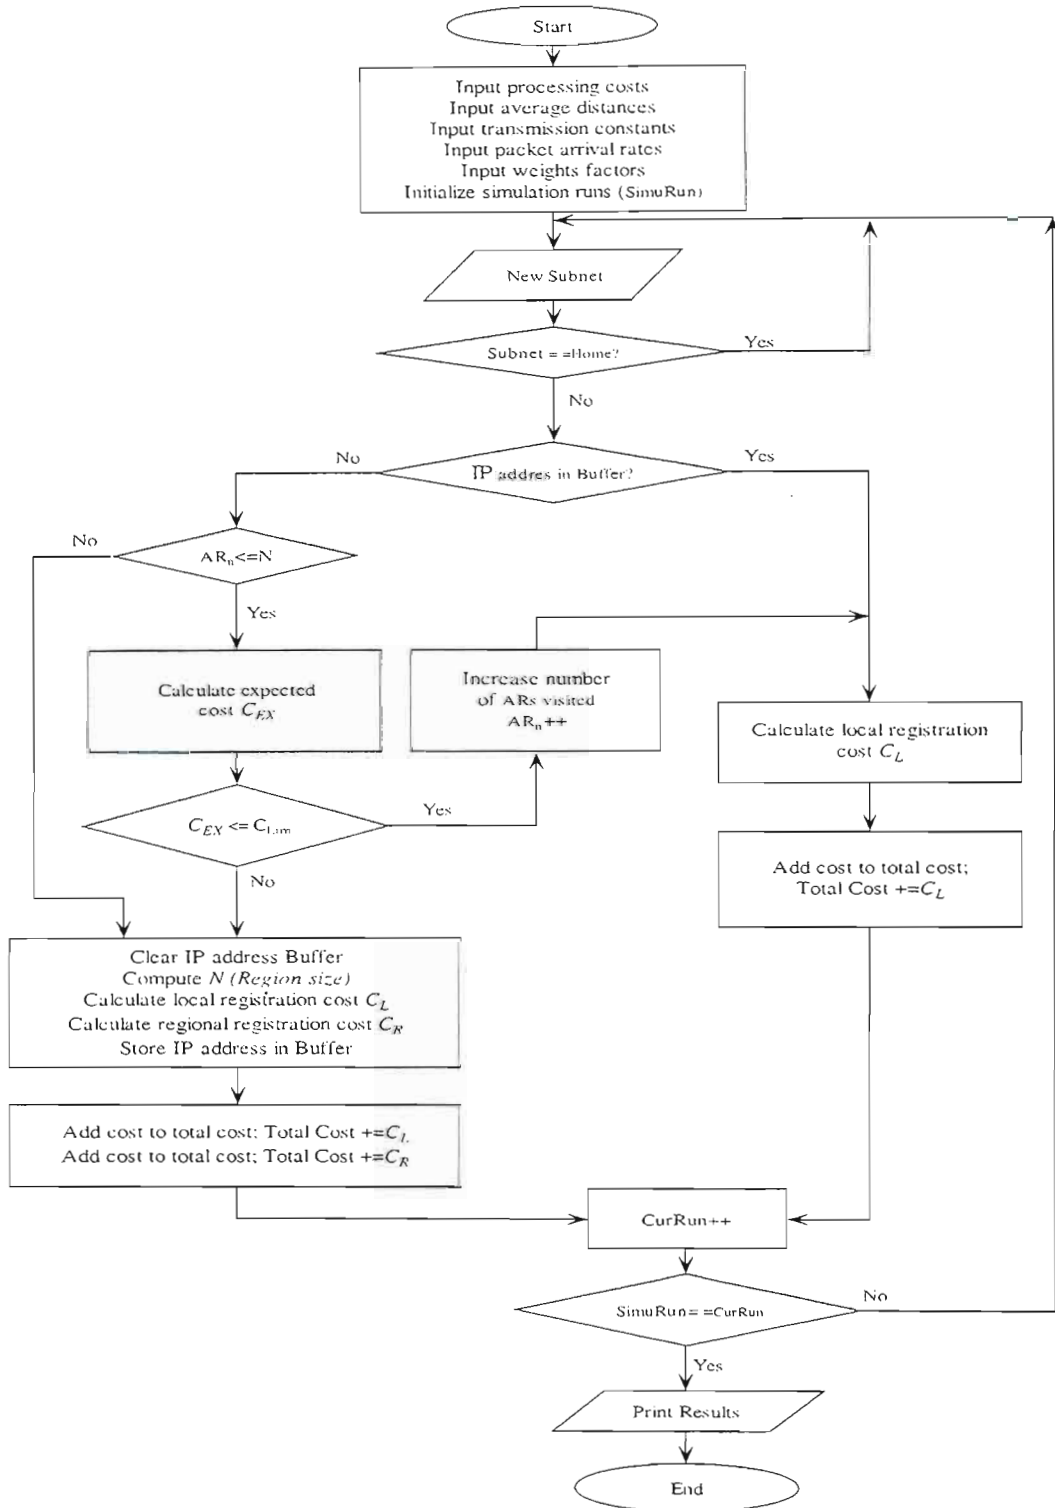 Start
Input processing costs
Input average distances
Input transmission constants
Input packet arrival rates
Input weights factors
Initialize simulation runs (SimuRun)
New Subnet
Subnet = =Home?
Yes
No
IP addres in Buffer?
No
Yes
ARn<=N
No
Yes
Calculate expected
cost CEX
Increase number
of ARs visited
ARn++
Calculate local registration
cost CL
CEX <= CLim
Yes
No
Add cost to total cost;
Total Cost +=CL
Clear IP address Buffer
Compute N (Region size)
Calculate local registration cost CL
Calculate regional registration cost CR
Store IP address in Buffer
Add cost to total cost; Total Cost +=CL
Add cost to total cost; Total Cost +=CR
CurRun++
SimuRun= =CurRun
No
Yes
Print Results
End